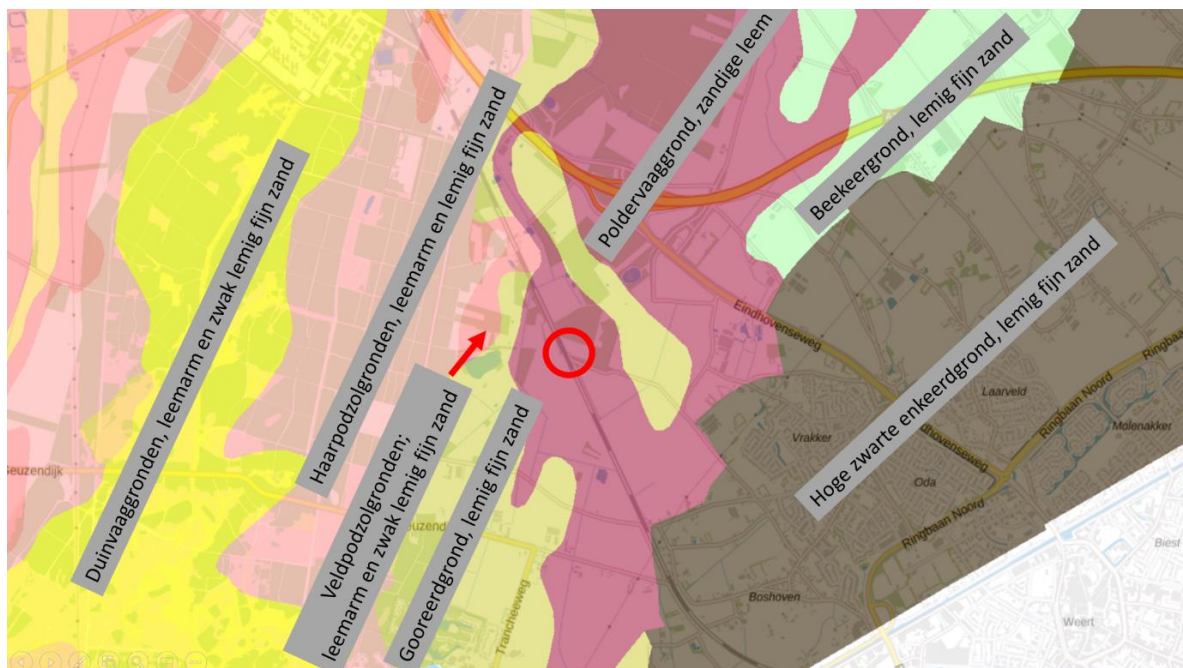 Duinvaaggronden, leemarm en zwak lemig fijn zand
Haarpodzolgronden, leemarm en lemig fijn zand
Veldpodzolgronden;
leemarm en zwak lemig fijn zand
Gooreerdgrond, lemig fijn zand
Poldervaaggrond, zandige leem
Beekeergrond, lemig fijn zand
Hoge zwarte enkeerdgrond, lemig fijn zand
Eindhovenseweg
Laarveld
Ringbaan Noord
Molenakker
Vrakker
Oda
Ringbaan Noord
Boshoven
Biest
Weert
Trancheeweg